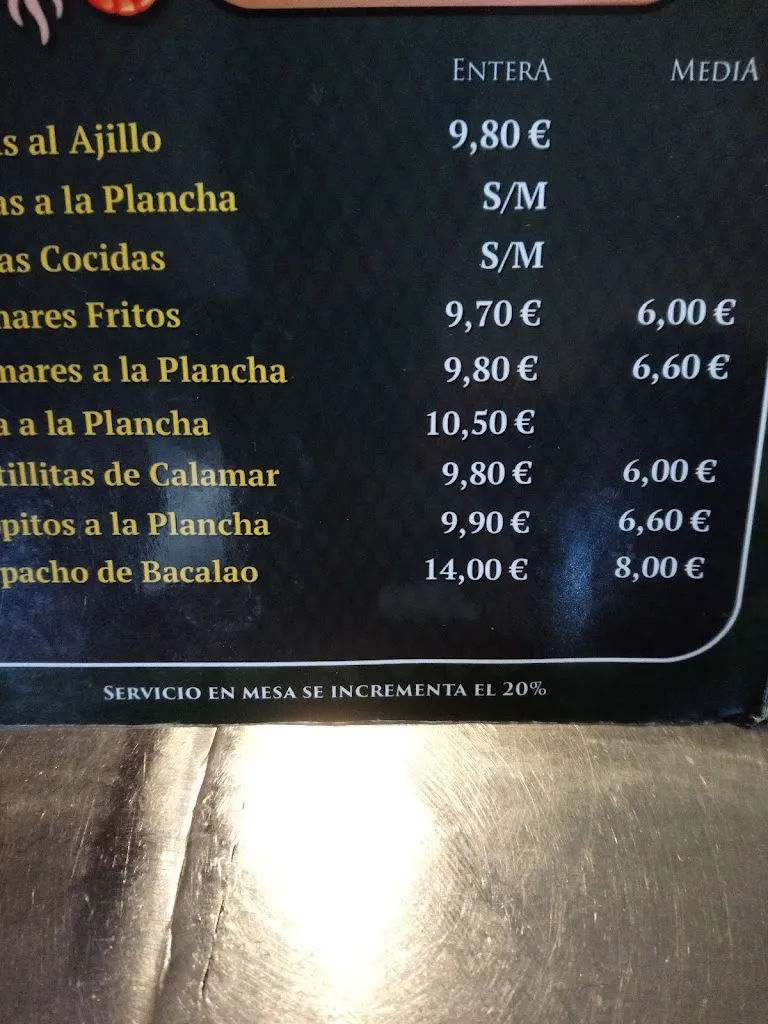 ENTERA MEDIA
s al Ajillo 9,80 €
as a la Plancha S/M
as Cocidas S/M
mares Fritos 9,70 € 6,00 €
mares a la Plancha 9,80 € 6,60 €
a a la Plancha 10,50 €
tillitas de Calamar 9,80 € 6,00 €
opitos a la Plancha 9,90 € 6,60 €
pacho de Bacalao 14,00 € 8,00 €
SERVICIO EN MESA SE INCREMENTA EL 20%